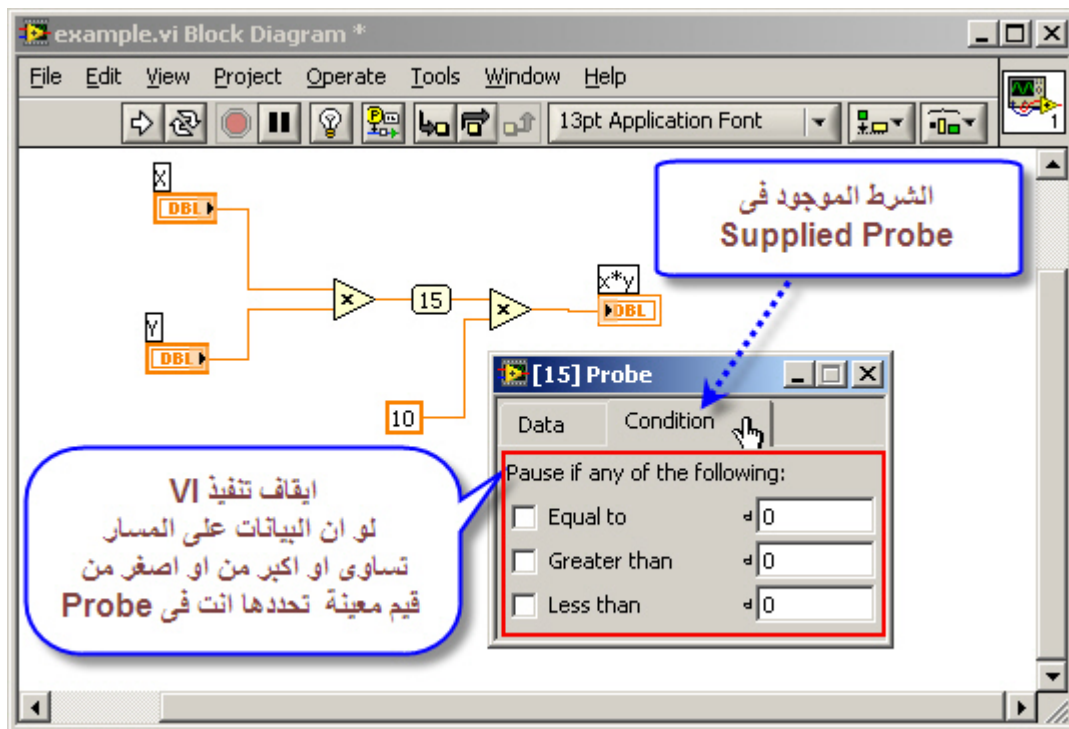 example.vi Block Diagram *
File Edit View Project Operate Tools Window Help
13pt Application Font
1
X
DBL
الشرط الموجود فى
Supplied Probe
15
x*y
DBL
Y
DBL
10
[15] Probe
Data Condition
Pause if any of the following:
Equal to d 0
Greater than d 0
Less than d 0
ايقاف تنفيذ VI
لو ان البيانات على المسار
تساوى او اكبر من او اصغر من
قيم معينة تحددها انت فى Probe